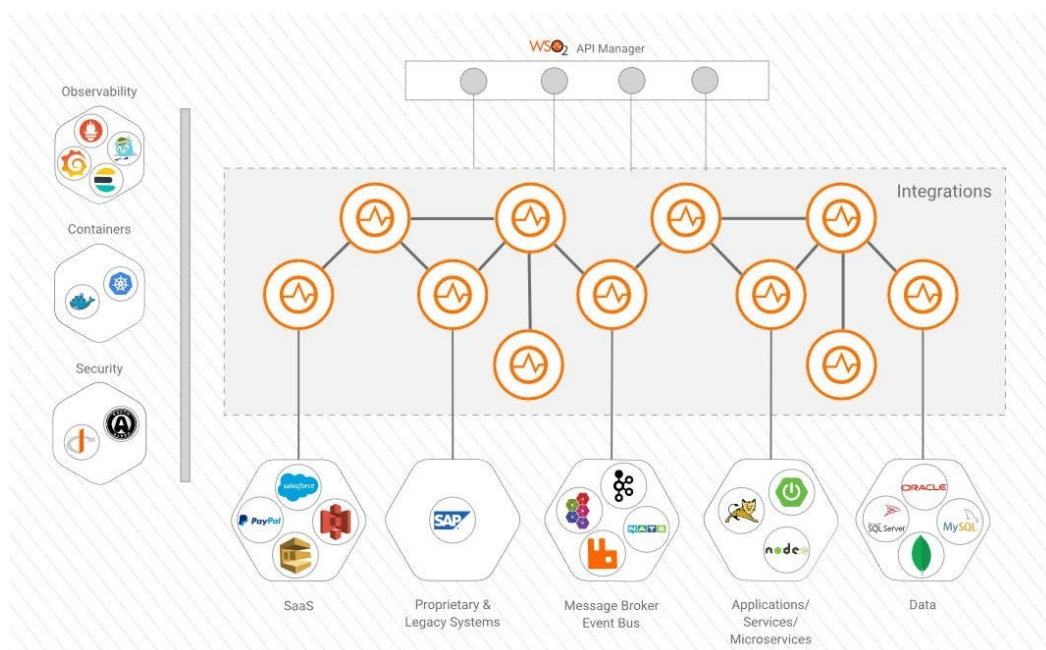 WSO2 API Manager
Observability
Containers
Security
Integrations
salesforce
PayPal
SaaS
SAP
Proprietary &
Legacy Systems
NATS
Message Broker
Event Bus
node
Applications/
Services/
Microservices
ORACLE
SQL Server
MySQL
Data